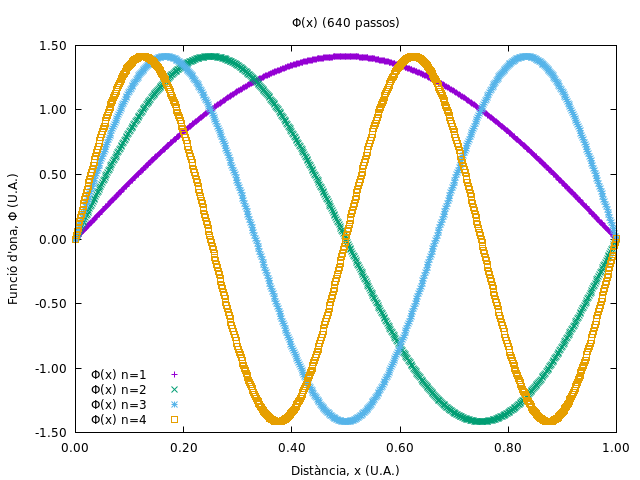 Φ(x) (640 passos)
1.50
1.00
0.50
0.00
-0.50
-1.00
-1.50
Funció d'ona, Φ (U.A.)
Φ(x) n=1
Φ(x) n=2
Φ(x) n=3
Φ(x) n=4
0.00 0.20 0.40 0.60 0.80 1.00
Distància, x (U.A.)